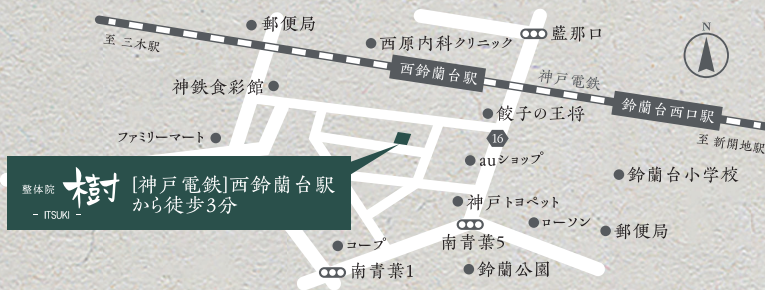 郵便局
藍那口
N
至 三木駅
西原内科クリニック
西鈴蘭台駅
神戸電鉄
神鉄食彩館
鈴蘭台西口駅
餃子の王将
ファミリーマート
16
至 新開地駅
auショップ
整体院 樹
- ITSUKI -
[神戸電鉄]西鈴蘭台駅
から徒歩3分
鈴蘭台小学校
神戸トヨペット
ローソン
郵便局
南青葉5
コープ
南青葉1
鈴蘭公園